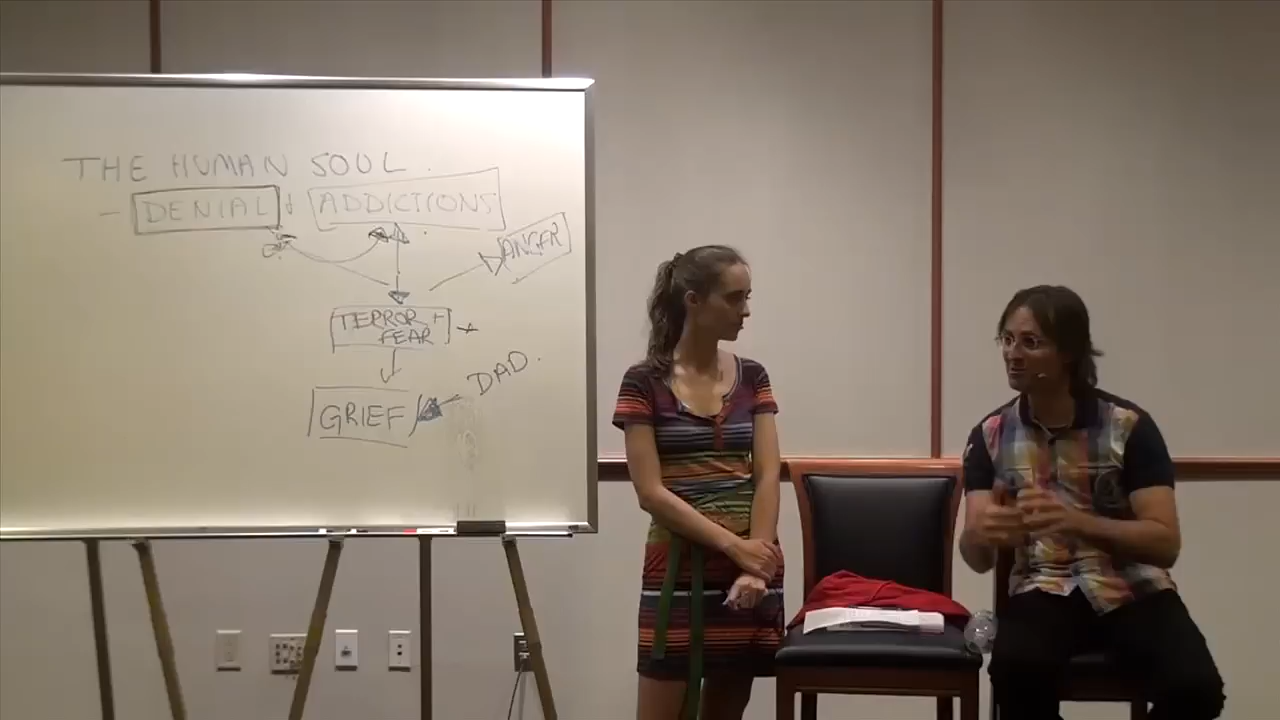 THE HUMAN SOUL.
- DENIAL & ADDICTIONS
ANGER
TERROR +
FEAR
DAD.
GRIEF